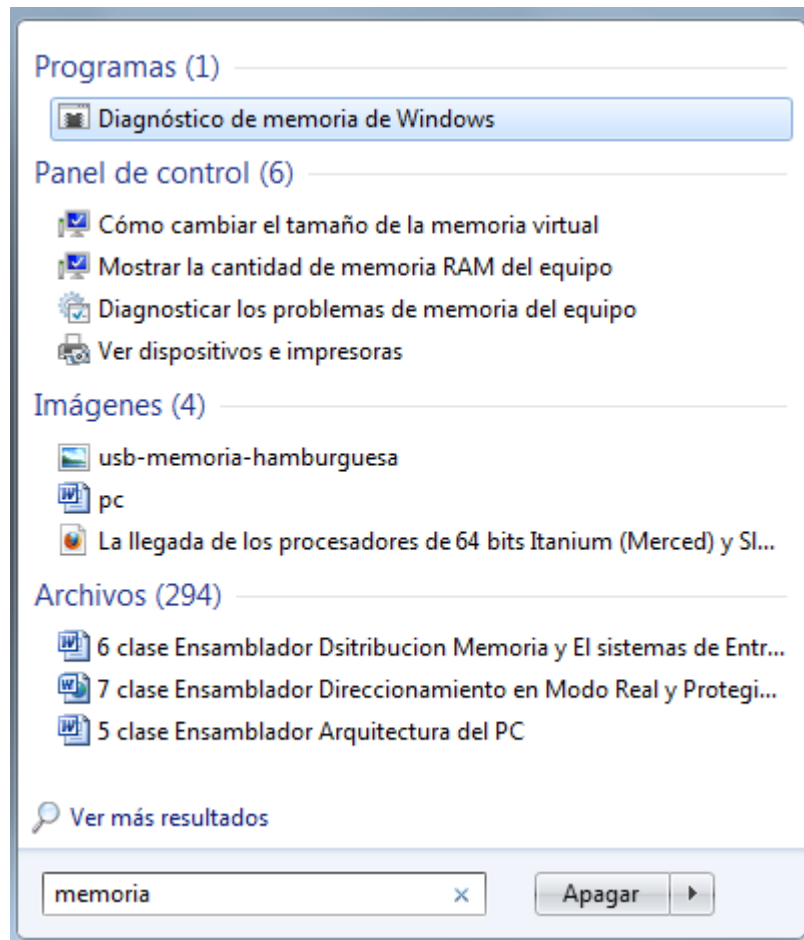 Programas (1)
Diagnóstico de memoria de Windows
Panel de control (6)
Cómo cambiar el tamaño de la memoria virtual
Mostrar la cantidad de memoria RAM del equipo
Diagnosticar los problemas de memoria del equipo
Ver dispositivos e impresoras
Imágenes (4)
usb-memoria-hamburguesa
pc
La llegada de los procesadores de 64 bits Itanium (Merced) y Sl...
Archivos (294)
6 clase Ensamblador Dsitribucion Memoria y El sistemas de Entr...
7 clase Ensamblador Direccionamiento en Modo Real y Protegi...
5 clase Ensamblador Arquitectura del PC
Ver más resultados
memoria
Apagar